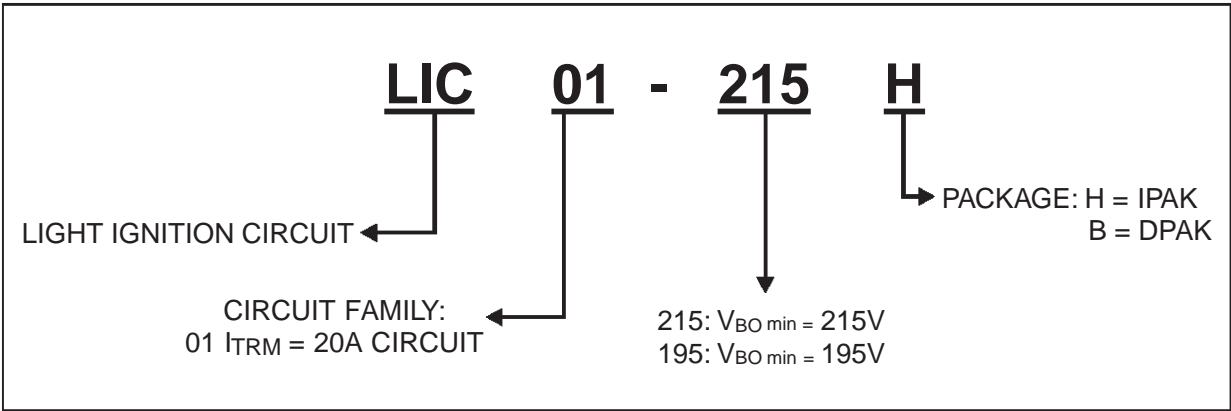 LIC 01 - 215 H
PACKAGE: H = IPAK
B = DPAK
LIGHT IGNITION CIRCUIT
CIRCUIT FAMILY:
01 ITRM = 20A CIRCUIT
215: VBO min = 215V
195: VBO min = 195V